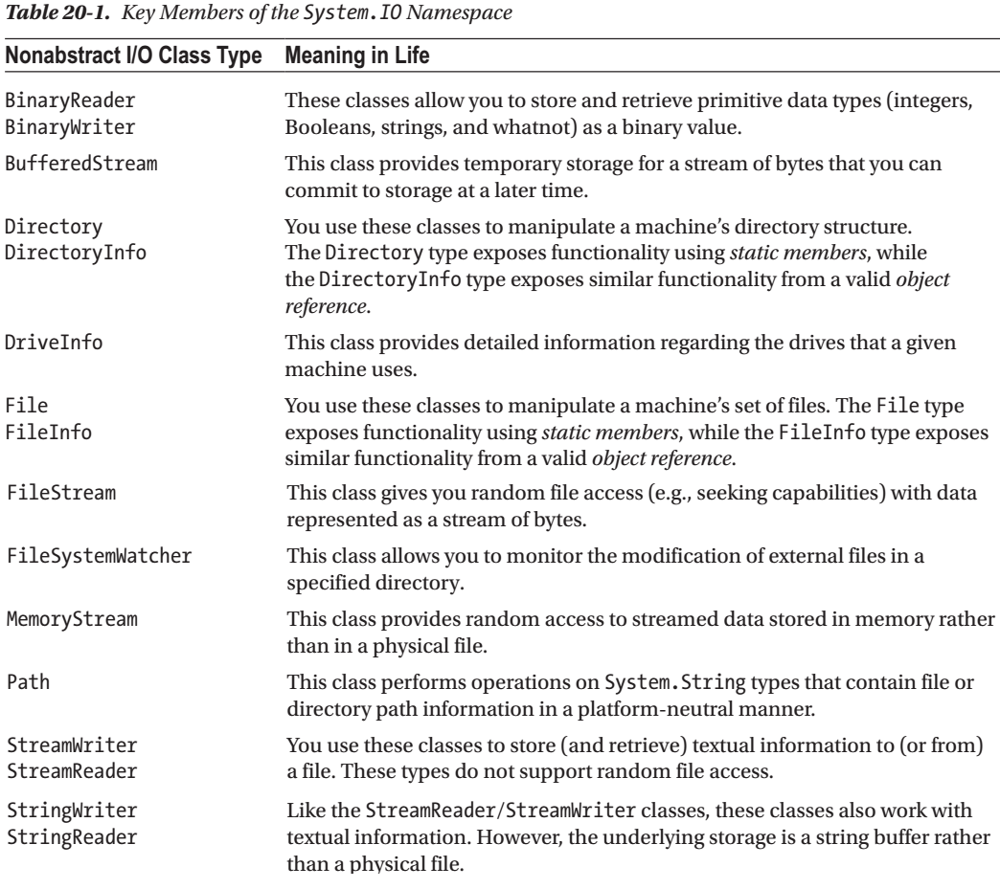 Table 20-1. Key Members of the System.IO Namespace
Nonabstract I/O Class Type Meaning in Life
BinaryReader These classes allow you to store and retrieve primitive data types (integers,
BinaryWriter Booleans, strings, and whatnot) as a binary value.
BufferedStream This class provides temporary storage for a stream of bytes that you can
commit to storage at a later time.
Directory You use these classes to manipulate a machine’s directory structure.
DirectoryInfo The Directory type exposes functionality using static members, while
the DirectoryInfo type exposes similar functionality from a valid object
reference.
DriveInfo This class provides detailed information regarding the drives that a given
machine uses.
File You use these classes to manipulate a machine’s set of files. The File type
FileInfo exposes functionality using static members, while the FileInfo type exposes
similar functionality from a valid object reference.
FileStream This class gives you random file access (e.g., seeking capabilities) with data
represented as a stream of bytes.
FileSystemWatcher This class allows you to monitor the modification of external files in a
specified directory.
MemoryStream This class provides random access to streamed data stored in memory rather
than in a physical file.
Path This class performs operations on System.String types that contain file or
directory path information in a platform-neutral manner.
StreamWriter You use these classes to store (and retrieve) textual information to (or from)
StreamReader a file. These types do not support random file access.
StringWriter Like the StreamReader/StreamWriter classes, these classes also work with
StringReader textual information. However, the underlying storage is a string buffer rather
than a physical file.